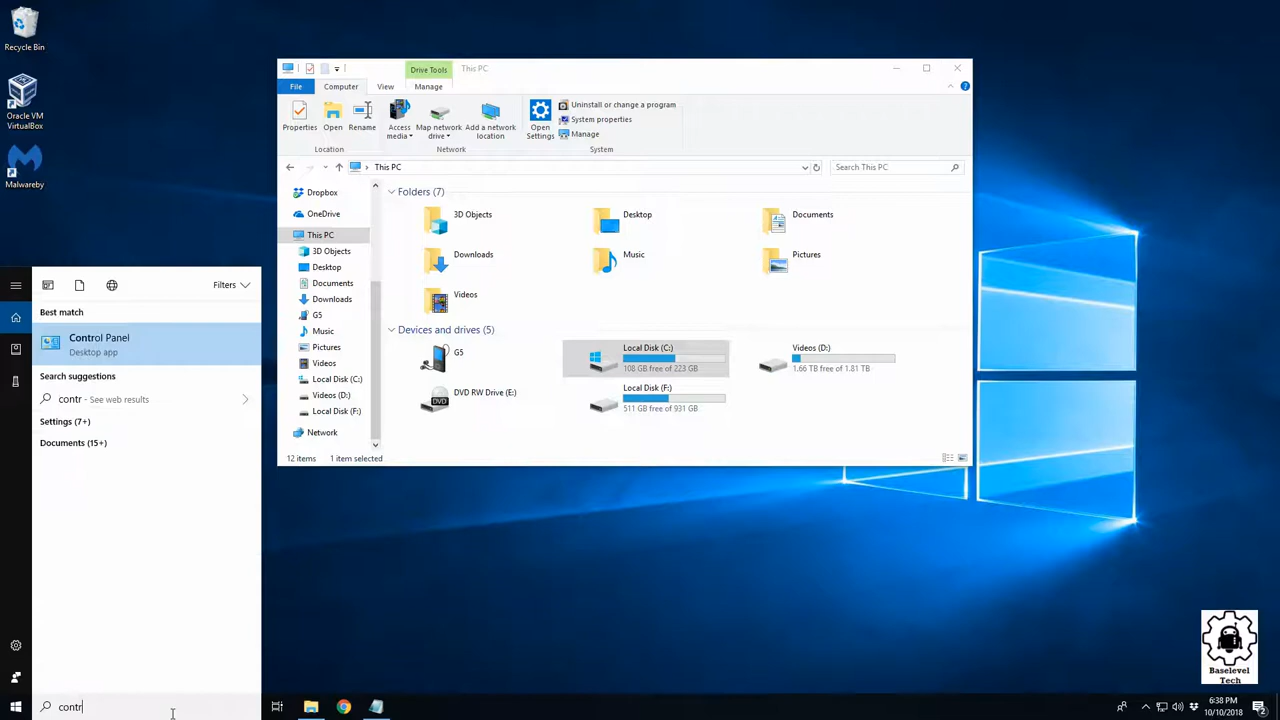 Recycle Bin
Oracle VM
VirtualBox
Malwareby
Drive Tools
This PC
File
Computer
View
Manage
Properties
Open
Rename
Access
media
Map network
drive
Add a network
location
Open
Settings
Uninstall or change a program
System properties
Manage
Location
Network
System
This PC
Search This PC
Dropbox
OneDrive
This PC
3D Objects
Desktop
Documents
Downloads
G5
Music
Pictures
Videos
Local Disk (C:)
Videos (D:)
Local Disk (F:)
Network
Folders (7)
3D Objects
Desktop
Documents
Downloads
Music
Pictures
Videos
Devices and drives (5)
G5
Local Disk (C:)
108 GB free of 223 GB
Videos (D:)
1.66 TB free of 1.81 TB
DVD RW Drive (E:)
DVD
Local Disk (F:)
511 GB free of 931 GB
12 items
1 item selected
Filters
Best match
Control Panel
Desktop app
Search suggestions
contr - See web results
Settings (7+)
Documents (15+)
contr
Baselevel
Tech
6:38 PM
10/10/2018
2